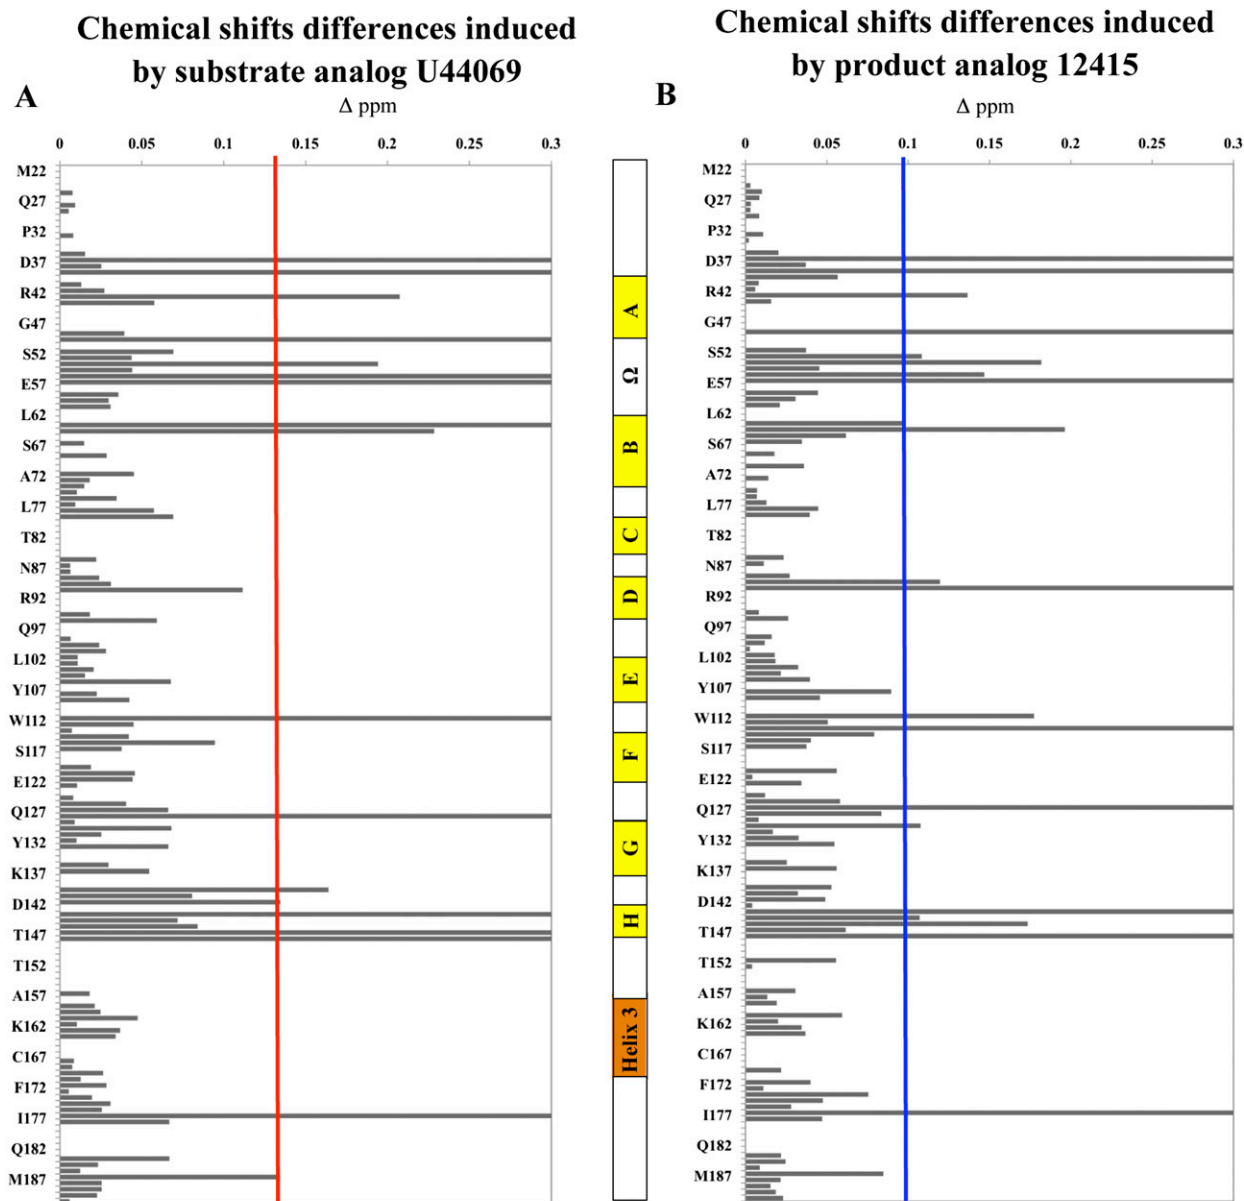 Chemical shifts differences induced
by substrate analog U44069
A
Δ ppm
0 0.05 0.1 0.15 0.2 0.25 0.3
M22
Q27
P32
D37
R42
G47
S52
E57
L62
S67
A72
L77
T82
N87
R92
Q97
L102
Y107
W112
S117
E122
Q127
Y132
K137
D142
T147
T152
A157
K162
C167
F172
I177
Q182
M187
A
Ω
B
C
D
E
F
G
H
Helix 3
Chemical shifts differences induced
by product analog 12415
B
Δ ppm
0 0.05 0.1 0.15 0.2 0.25 0.3
M22
Q27
P32
D37
R42
G47
S52
E57
L62
S67
A72
L77
T82
N87
R92
Q97
L102
Y107
W112
S117
E122
Q127
Y132
K137
D142
T147
T152
A157
K162
C167
F172
I177
Q182
M187